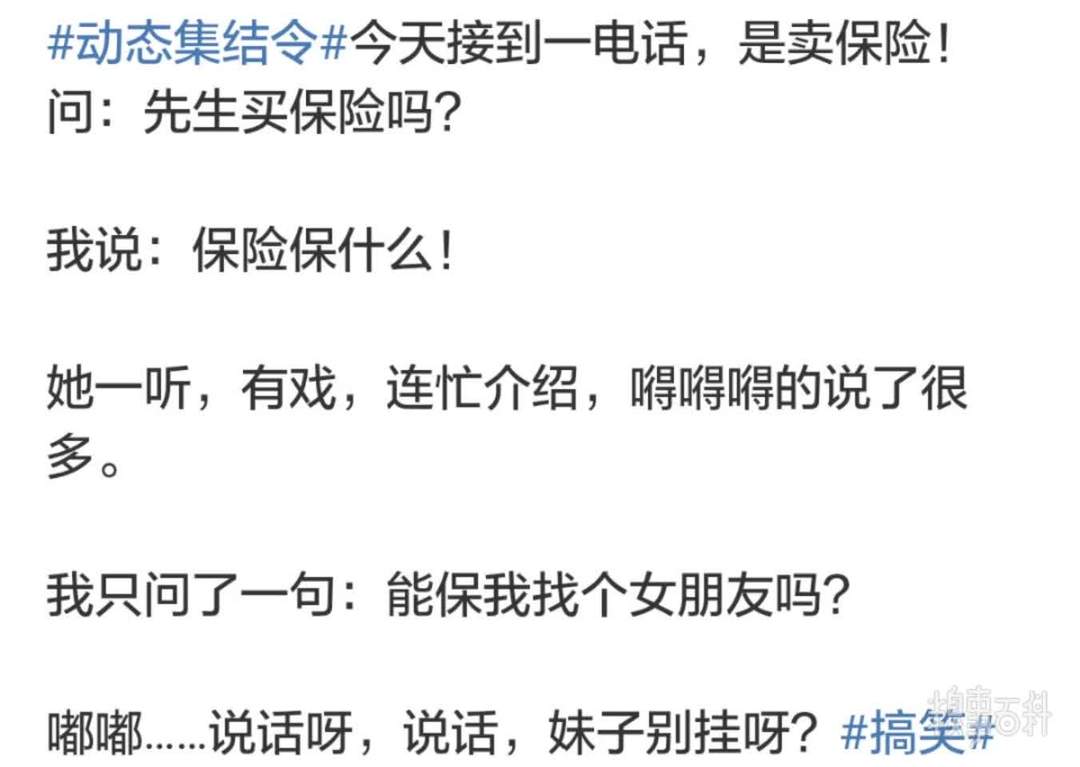 #动态集结令#今天接到一电话，是卖保险！
问：先生买保险吗？
我说：保险保什么！
她一听，有戏，连忙介绍，嘚嘚嘚的说了很
多。
我只问了一句：能保我找个女朋友吗？
嘟嘟……说话呀，说话，妹子别挂呀？#搞笑#
糗事百科